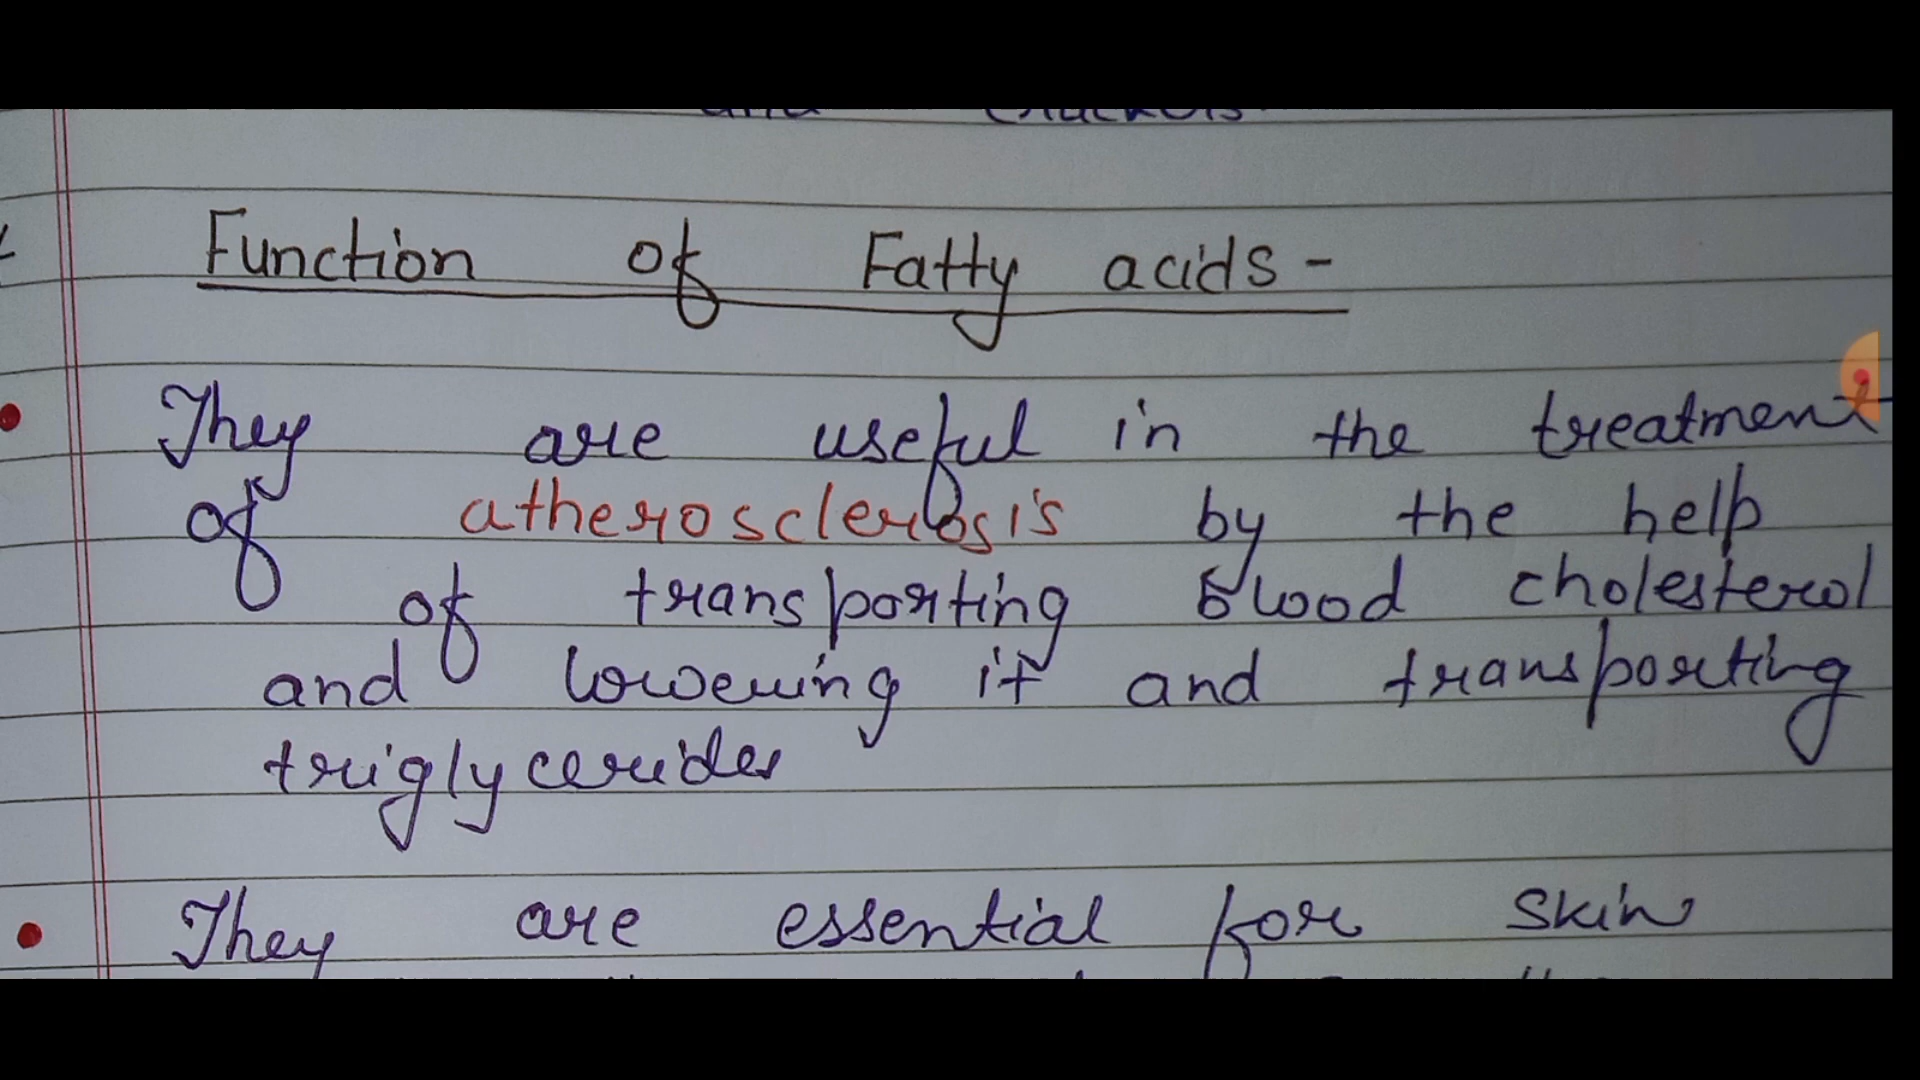 Function of Fatty acids -
They are useful in the treatment
of atherosclerosis by the help
of transporting blood cholesterol
and lowering it and transporting
triglycerides
They are essential for skin